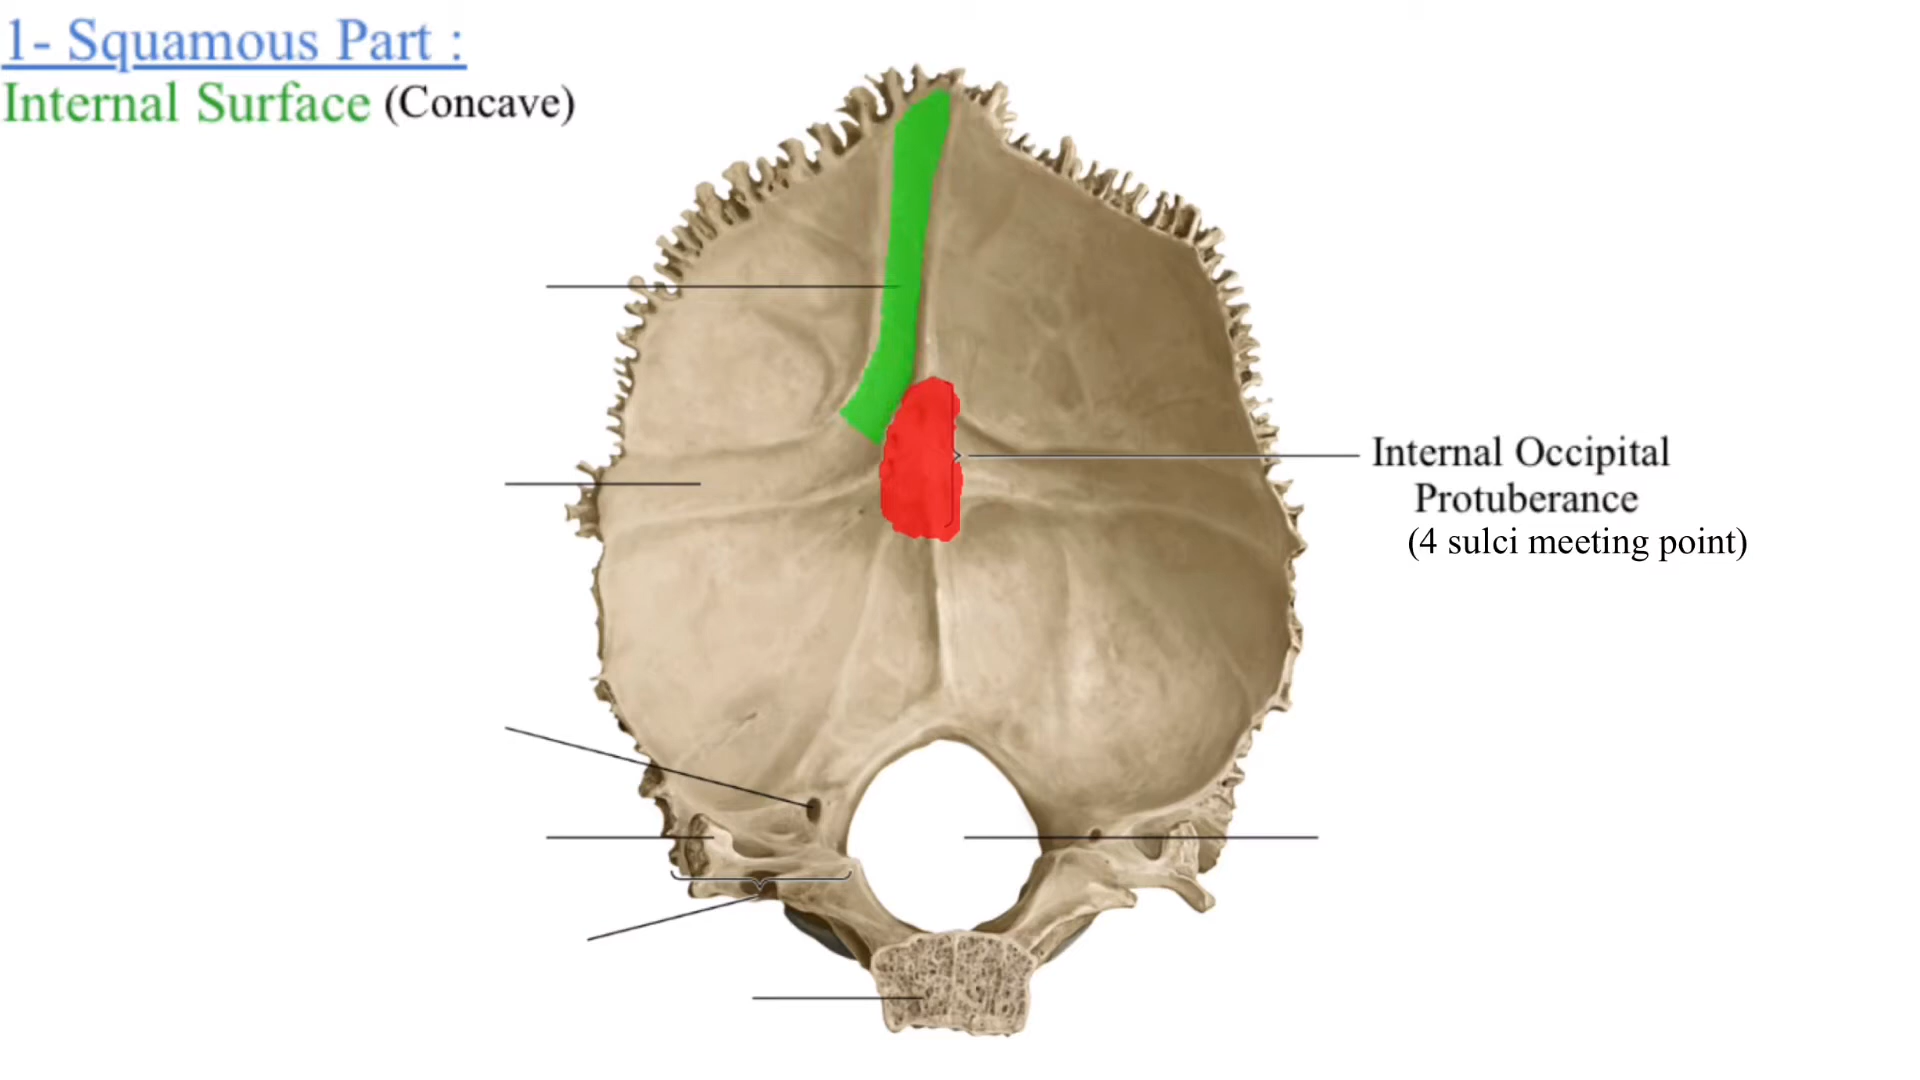 1- Squamous Part :
Internal Surface (Concave)
Internal Occipital
Protuberance
(4 sulci meeting point)